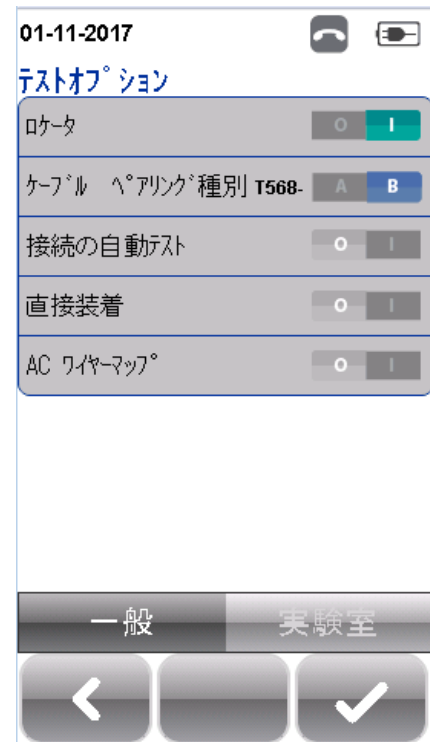 01-11-2017
ﾃｽﾄｵﾌﾟｼｮﾝ
ﾛｹｰﾀ O I
ｹｰﾌﾞﾙ ﾍﾟｱﾘﾝｸﾞ種別 T568- A B
接続の自動ﾃｽﾄ O I
直接装着 O I
AC ﾜｲﾔｰﾏｯﾌﾟ O I
一般 実験室